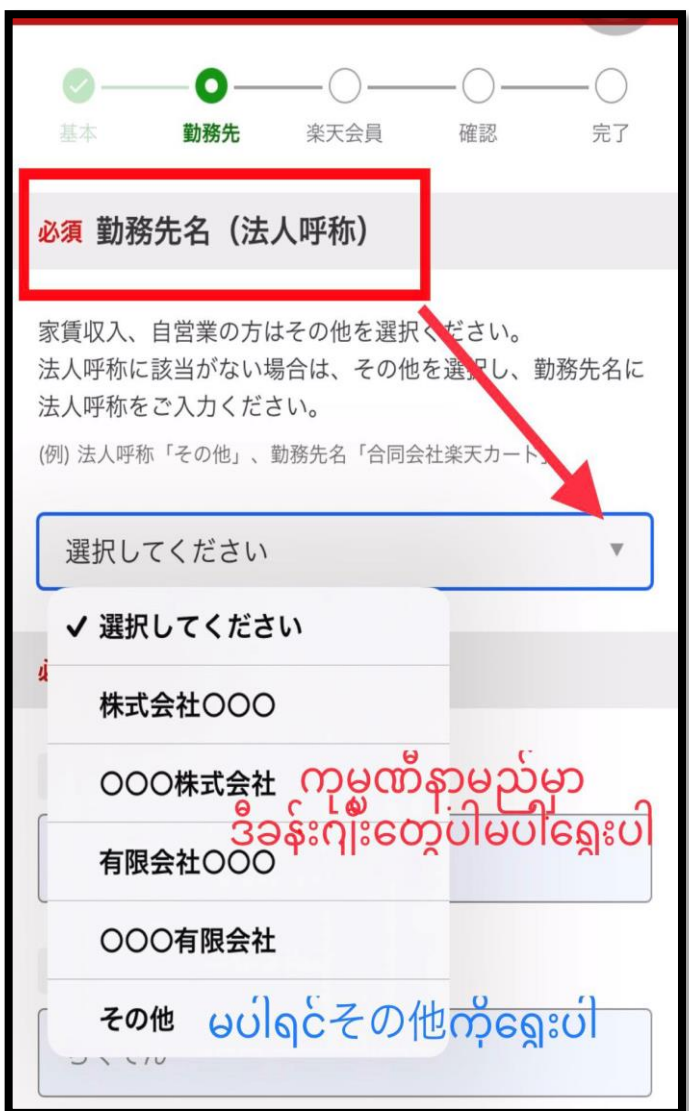 基本 勤務先 楽天会員 確認 完了
必須 勤務先名（法人呼称）
家賃収入、自営業の方はその他を選択ください。
法人呼称に該当がない場合は、その他を選択し、勤務先名に
法人呼称をご入力ください。
(例) 法人呼称「その他」、勤務先名「合同会社楽天カード」
選択してください ▼
✓ 選択してください
株式会社〇〇〇
〇〇〇株式会社
ကုမ္ပဏီနာမည်မှာ
ဒီခန်းဂျီးတွေပါမပါရွေးပါ
有限会社〇〇〇
〇〇〇有限会社
その他
မပါရင်その他ကိုရွေးပါ